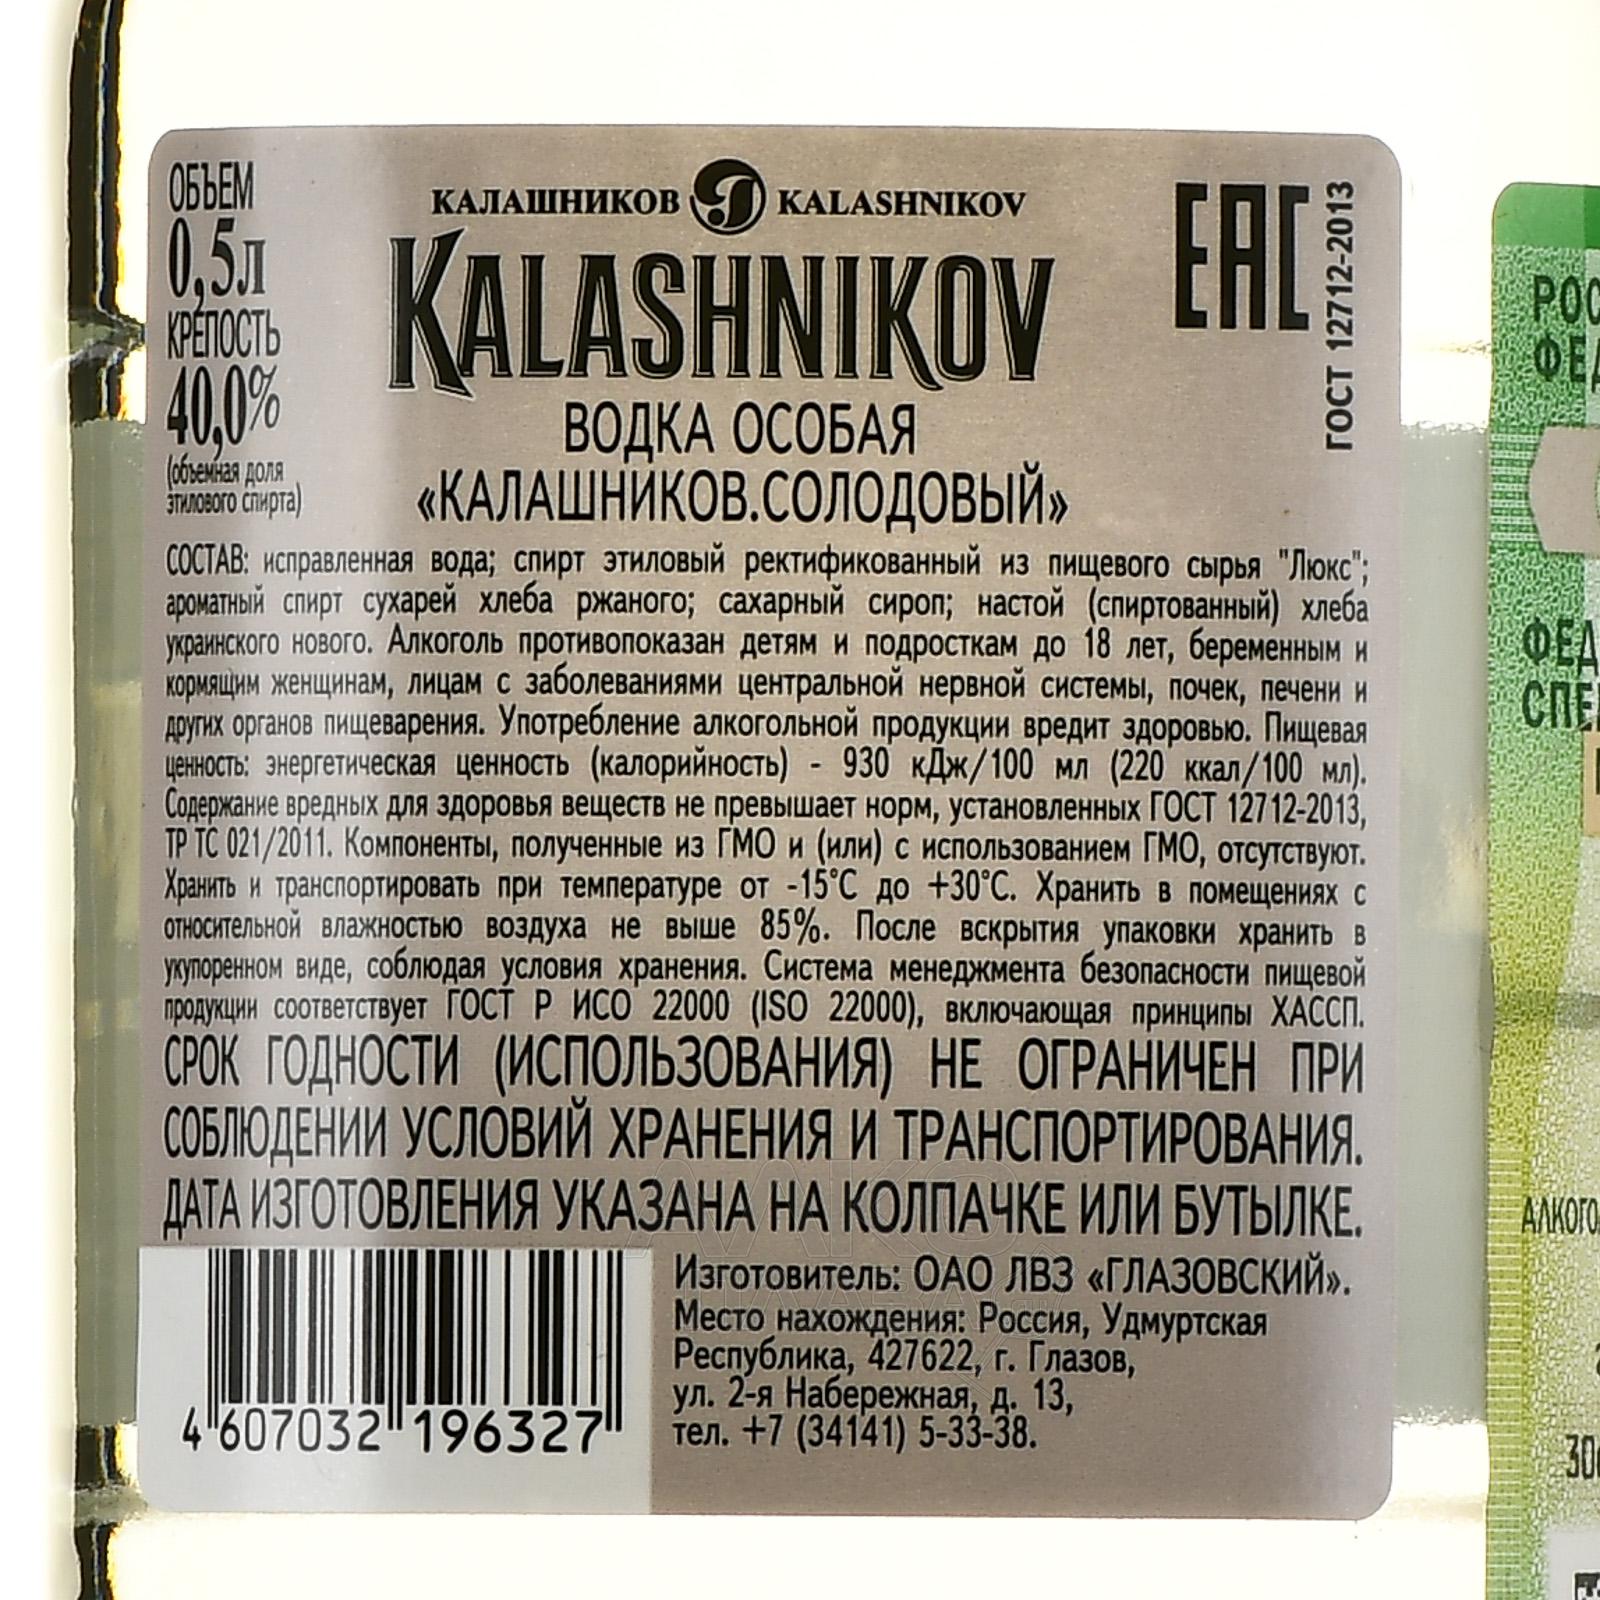 ОБЪЕМ
0,5л
КРЕПОСТЬ
40,0%
(объемная доля
этилового спирта)
КАЛАШНИКОВ KALASHNIKOV
KALASHNIKOV
ВОДКА ОСОБАЯ
«КАЛАШНИКОВ.СОЛОДОВЫЙ»
ЕАС
ГОСТ 12712-2013
СОСТАВ: исправленная вода; спирт этиловый ректификованный из пищевого сырья "Люкс";
ароматный спирт сухарей хлеба ржаного; сахарный сироп; настой (спиртованный) хлеба
украинского нового. Алкоголь противопоказан детям и подросткам до 18 лет, беременным и
кормящим женщинам, лицам с заболеваниями центральной нервной системы, почек, печени и
других органов пищеварения. Употребление алкогольной продукции вредит здоровью. Пищевая
ценность: энергетическая ценность (калорийность) - 930 кДж/100 мл (220 ккал/100 мл).
Содержание вредных для здоровья веществ не превышает норм, установленных ГОСТ 12712-2013,
ТР ТС 021/2011. Компоненты, полученные из ГМО и (или) с использованием ГМО, отсутствуют.
Хранить и транспортировать при температуре от -15°С до +30°С. Хранить в помещениях с
относительной влажностью воздуха не выше 85%. После вскрытия упаковки хранить в
укупоренном виде, соблюдая условия хранения. Система менеджмента безопасности пищевой
продукции соответствует ГОСТ Р ИСО 22000 (ISO 22000), включающая принципы ХАССП.
СРОК ГОДНОСТИ (ИСПОЛЬЗОВАНИЯ) НЕ ОГРАНИЧЕН ПРИ
СОБЛЮДЕНИИ УСЛОВИЙ ХРАНЕНИЯ И ТРАНСПОРТИРОВАНИЯ.
ДАТА ИЗГОТОВЛЕНИЯ УКАЗАНА НА КОЛПАЧКЕ ИЛИ БУТЫЛКЕ.
4 607032 196327
Изготовитель: ОАО ЛВЗ «ГЛАЗОВСКИЙ».
Место нахождения: Россия, Удмуртская
Республика, 427622, г. Глазов,
ул. 2-я Набережная, д. 13,
тел. +7 (34141) 5-33-38.